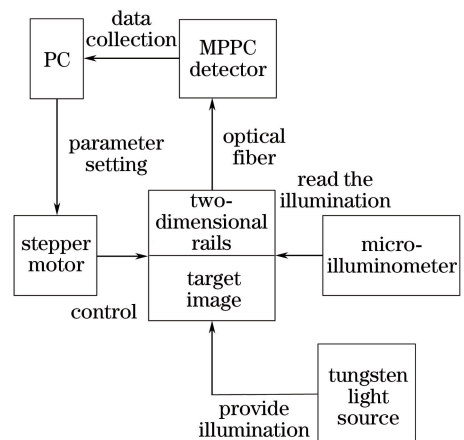 data
collection
PC
MPPC
detector
parameter
setting
optical
fiber
read the
illumination
two-
dimensional
rails
stepper
motor
micro-
illuminometer
target
image
control
tungsten
light
source
provide
illumination